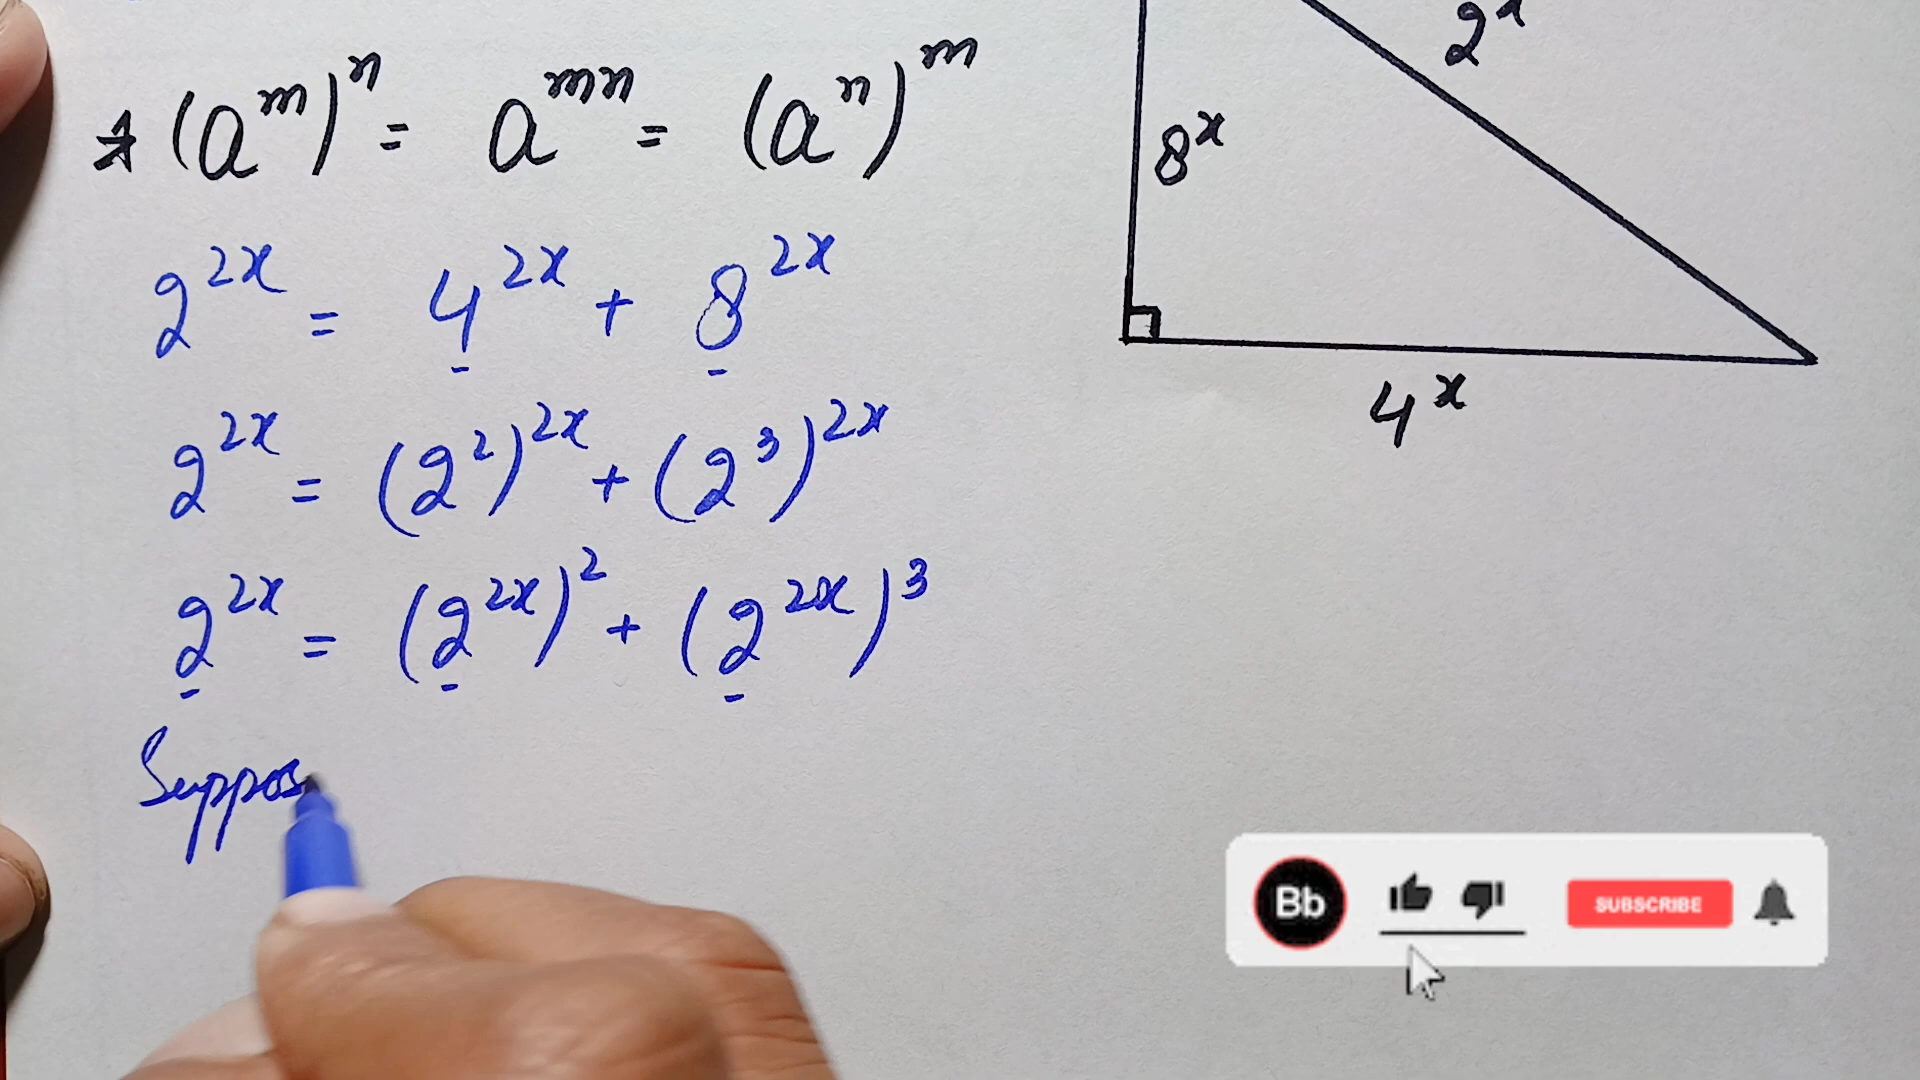 * (a^m)^n = a^mn = (a^n)^m
2^x
8^x
2^2x = 4^2x + 8^2x
4^x
2^2x = (2^2)^2x + (2^3)^2x
2^2x = (2^2x)^2 + (2^2x)^3
Suppos
Bb SUBSCRIBE